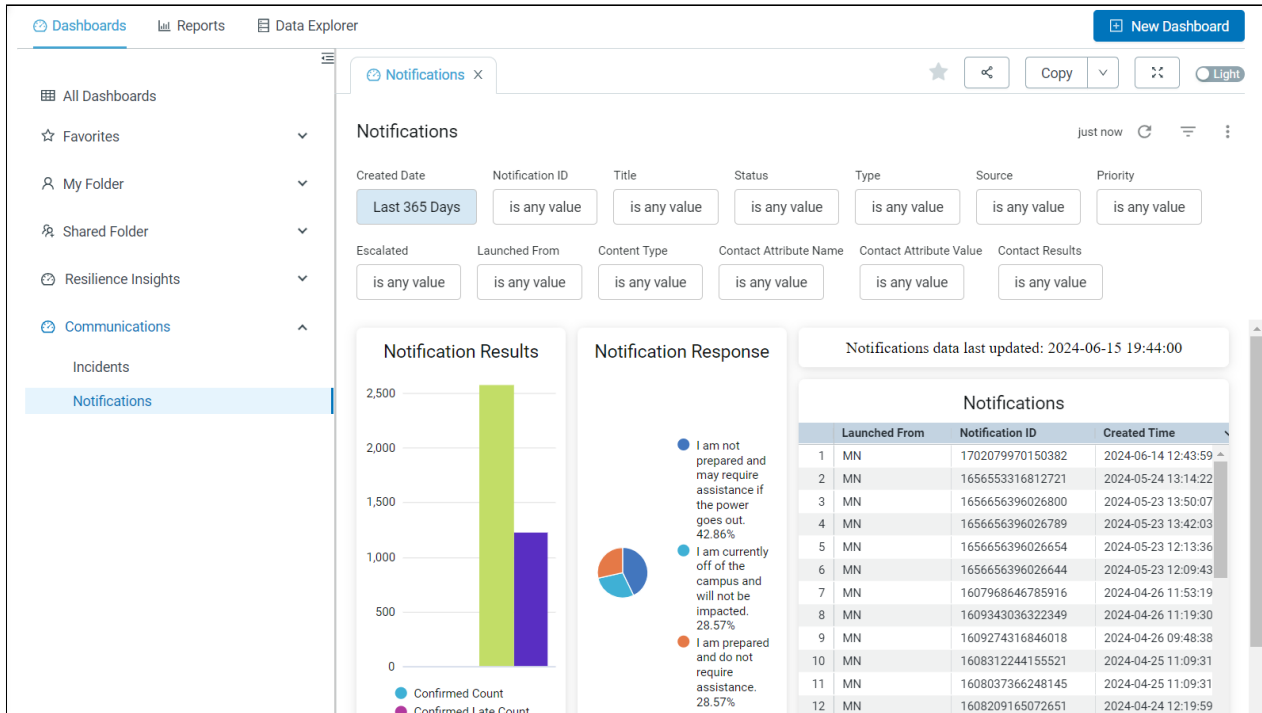 Dashboards Reports Data Explorer New Dashboard
All Dashboards
Favorites
My Folder
Shared Folder
Resilience Insights
Communications
Incidents
Notifications
Notifications X Copy Light
Notifications just now
Created Date Notification ID Title Status Type Source Priority
Last 365 Days is any value is any value is any value is any value is any value is any value
Escalated Launched From Content Type Contact Attribute Name Contact Attribute Value Contact Results
is any value is any value is any value is any value is any value is any value
Notification Results
2,500
2,000
1,500
1,000
500
0
Confirmed Count
Confirmed Late Count
Notification Response
I am not
prepared and
may require
assistance if
the power
goes out.
42.86%
I am currently
off of the
campus and
will not be
impacted.
28.57%
I am prepared
and do not
require
assistance.
28.57%
Notifications data last updated: 2024-06-15 19:44:00
Notifications
Launched From Notification ID Created Time
1 MN 1702079970150382 2024-06-14 12:43:59
2 MN 1656553316812721 2024-05-24 13:14:22
3 MN 1656656396026800 2024-05-23 13:50:07
4 MN 1656656396026789 2024-05-23 13:42:03
5 MN 1656656396026654 2024-05-23 12:13:36
6 MN 1656656396026644 2024-05-23 12:09:43
7 MN 1607968646785916 2024-04-26 11:53:19
8 MN 1609343036322349 2024-04-26 11:19:30
9 MN 1609274316846018 2024-04-26 09:48:38
10 MN 1608312244155521 2024-04-25 11:09:31
11 MN 1608037366248145 2024-04-25 11:09:31
12 MN 1608209165072651 2024-04-24 12:19:59